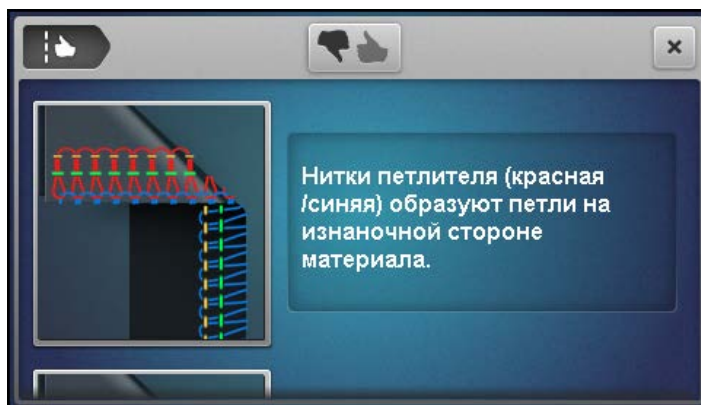 Нитки петлителя (красная
/синяя) образуют петли на
изнаночной стороне
материала.